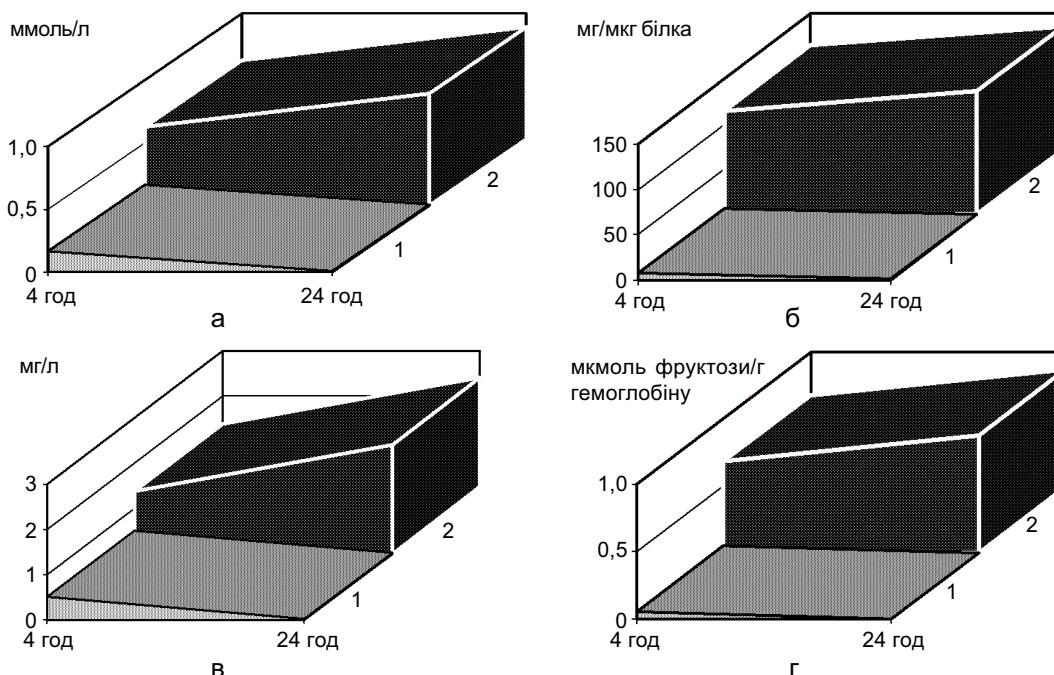 ммоль/л
1,0
0,5
0
4 год
24 год
1
2
а
мг/мкг білка
150
100
50
0
4 год
24 год
1
2
б
мг/л
3
2
1
0
4 год
24 год
1
2
в
мкмоль фруктози/г
гемоглобіну
1,0
0,5
0
4 год
24 год
1
2
г